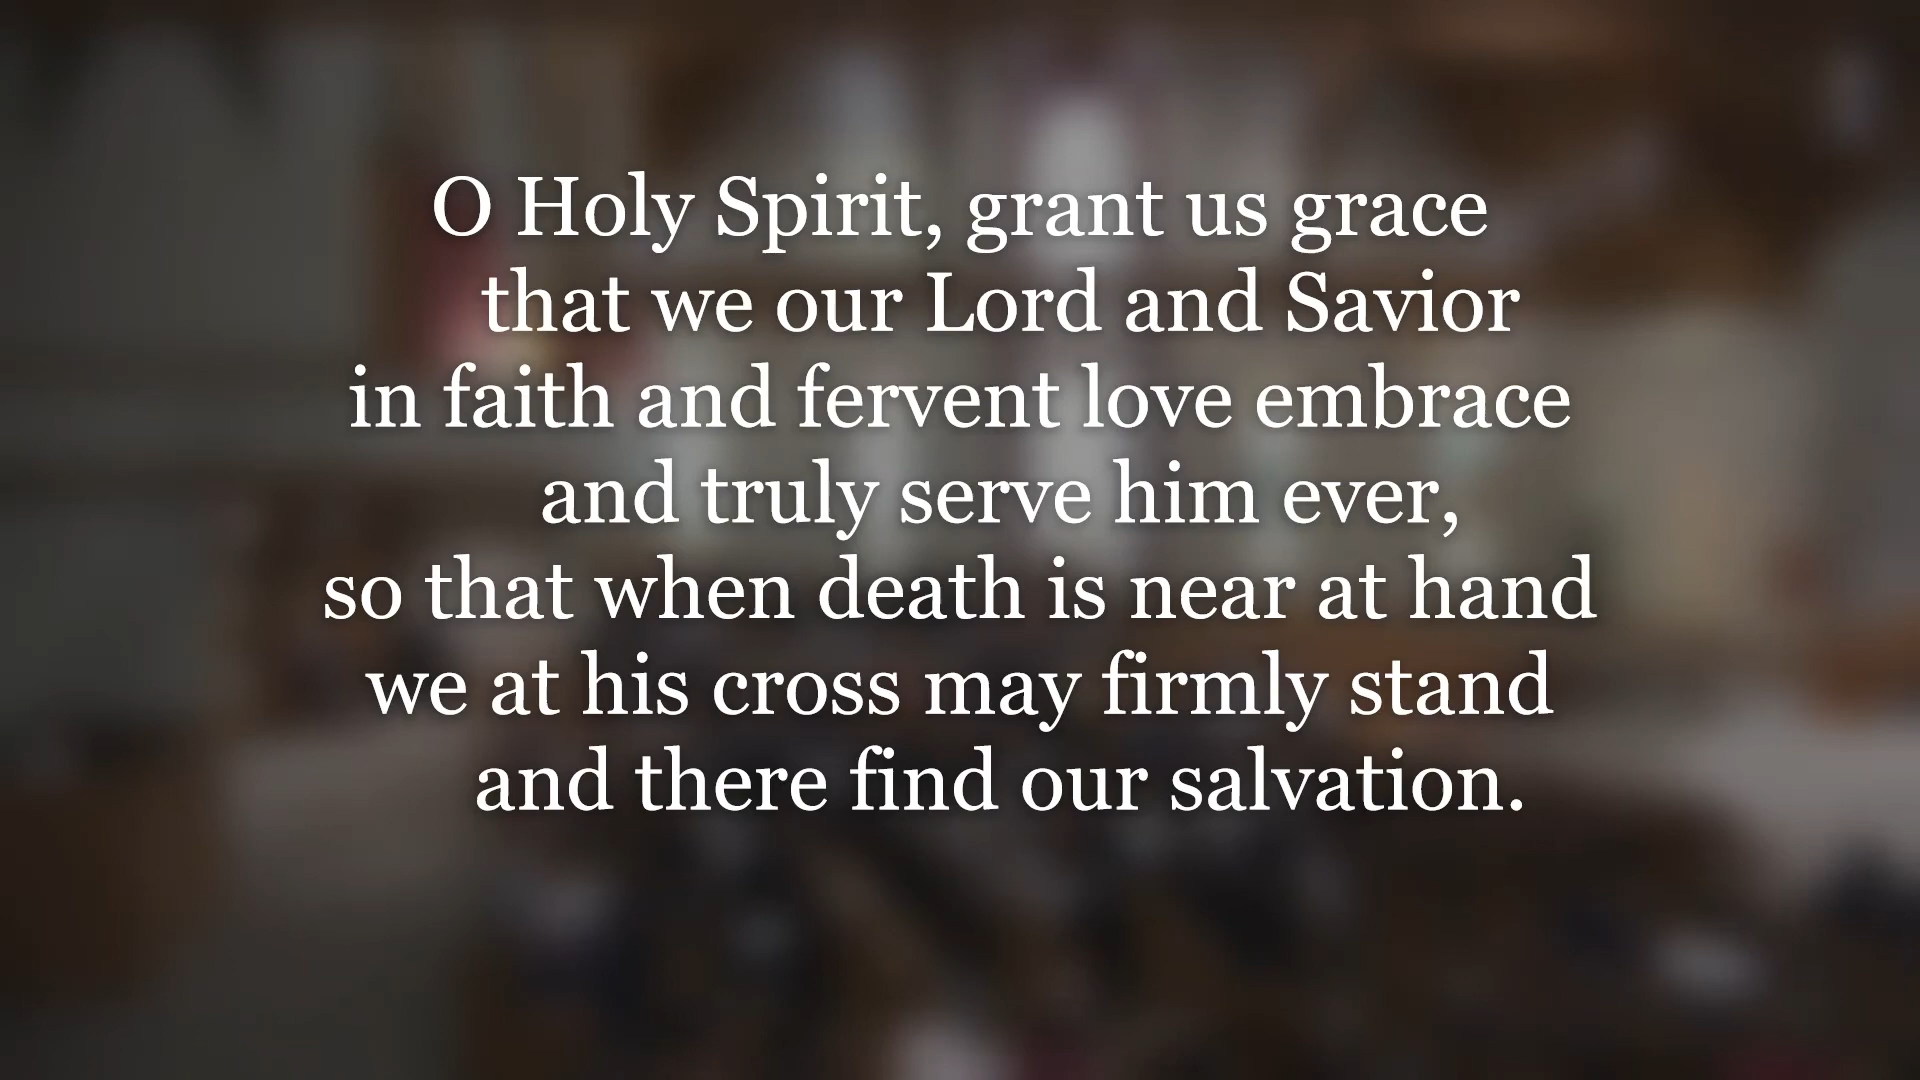 O Holy Spirit, grant us grace
that we our Lord and Savior
in faith and fervent love embrace
and truly serve him ever,
so that when death is near at hand
we at his cross may firmly stand
and there find our salvation.